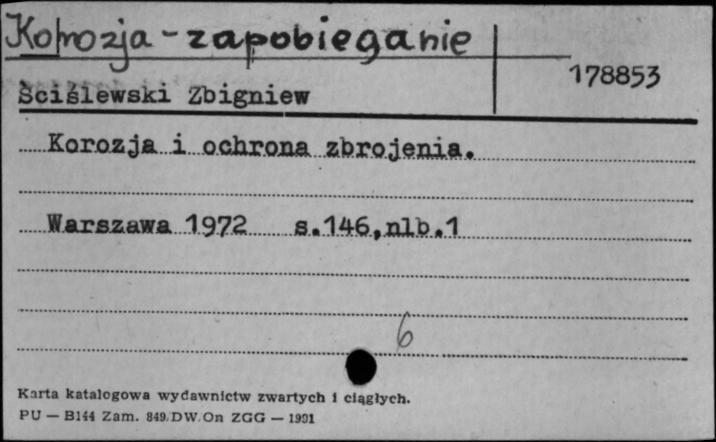 Korozja - zapobieganie
178853
Ściślewski Zbigniew
Korozja i ochrona zbrojenia.
Warszawa 1972 s.146,nlb.1
6
Karta katalogowa wydawnictw zwartych i ciągłych.
PU — B144 Zam. 849.DW.On ZGG — 1991